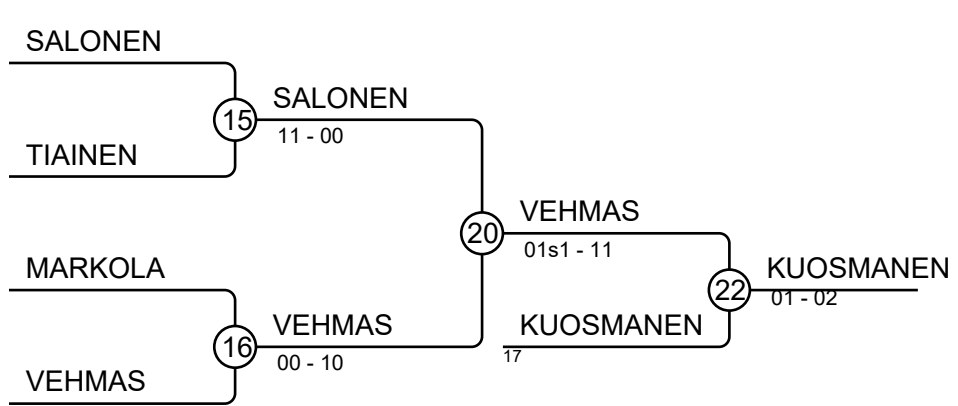 SALONEN
15
SALONEN
11 - 00
TIAINEN
20
VEHMAS
01s1 - 11
MARKOLA
16
VEHMAS
00 - 10
VEHMAS
22
KUOSMANEN
01 - 02
KUOSMANEN
17